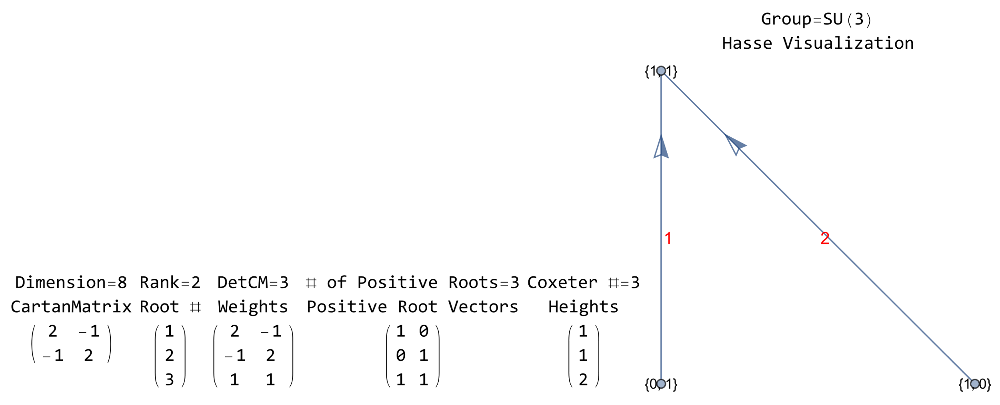 Group=SU(3)
Hasse Visualization
{1,1}
1
2
Dimension=8 Rank=2 DetCM=3 # of Positive Roots=3 Coxeter #=3
CartanMatrix Root # Weights Positive Root Vectors Heights
2 -1 1 2 -1 1 0 1
-1 2 2 -1 2 0 1 1
3 1 1 1 1 2
{0,1} {1,0}